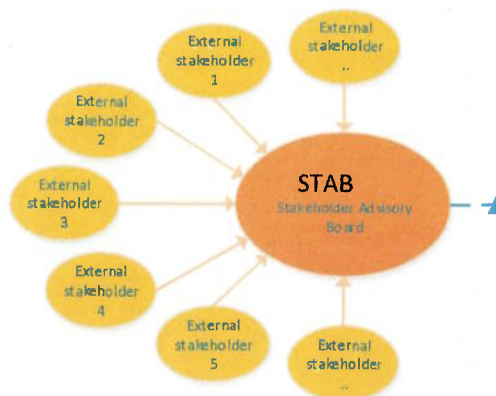 External
stakeholder
1
External
stakeholder
..
External
stakeholder
2
External
stakeholder
3
STAB
Stakeholder Advisory
Board
External
stakeholder
4
External
stakeholder
5
External
stakeholder
..